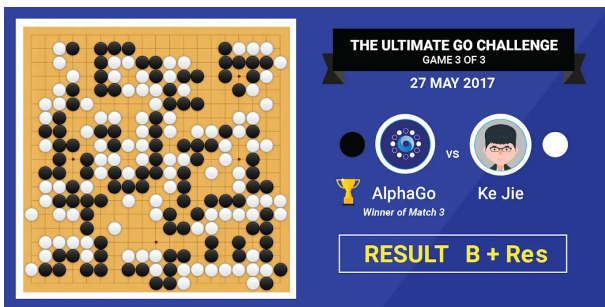 THE ULTIMATE GO CHALLENGE
GAME 3 OF 3
27 MAY 2017
vs
AlphaGo
Ke Jie
Winner of Match 3
RESULT B + Res